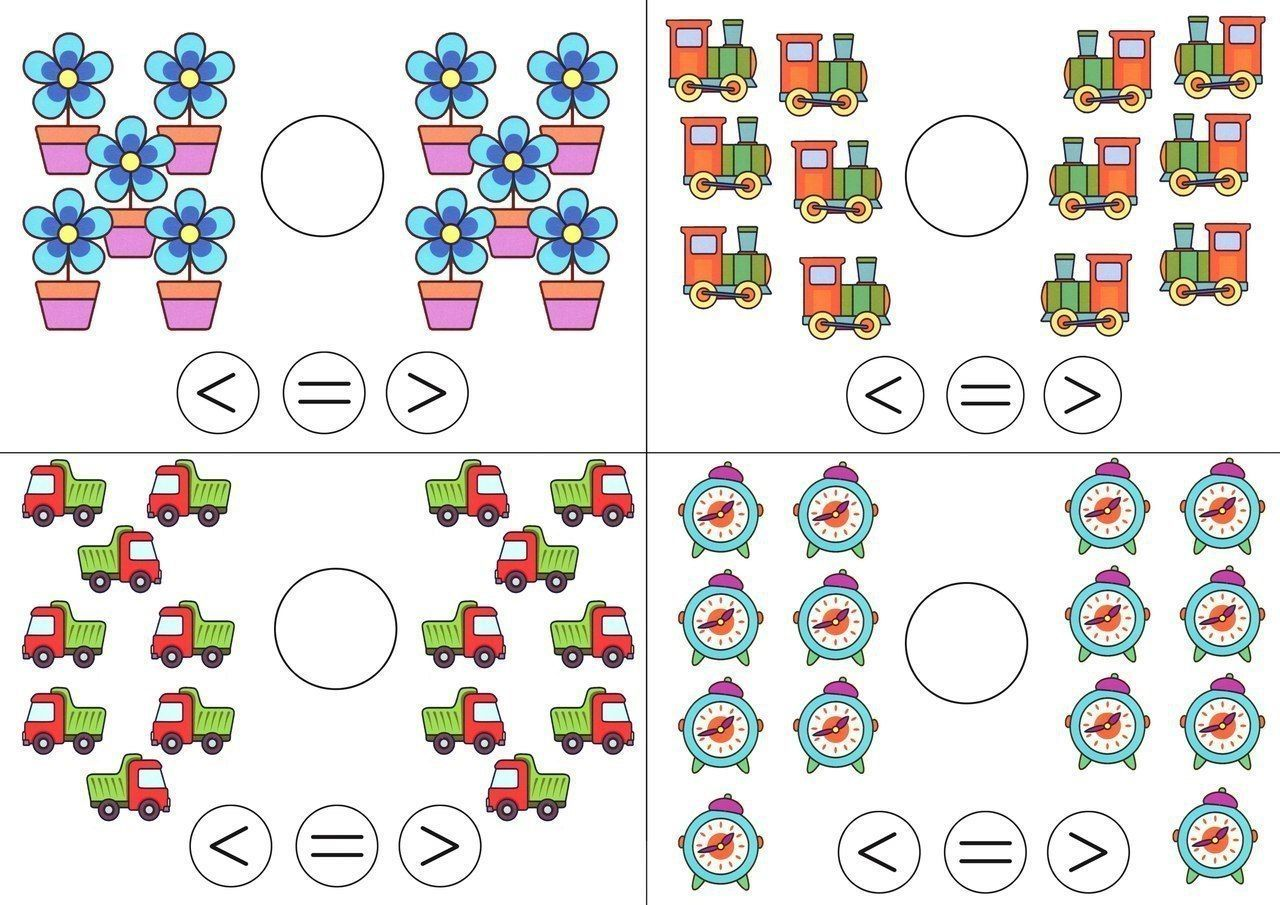 < = >
< = >
< = >
< = >